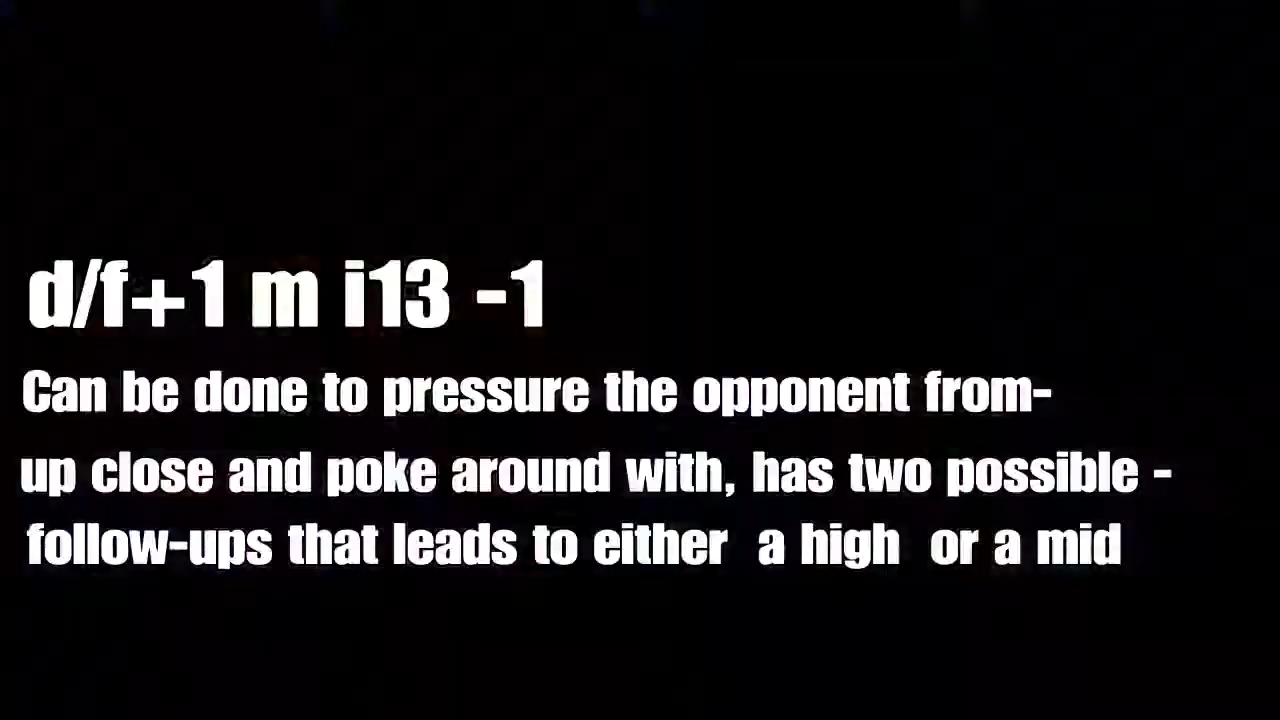 d/f+1 m i13 -1
Can be done to pressure the opponent from-
up close and poke around with, has two possible -
follow-ups that leads to either a high or a mid